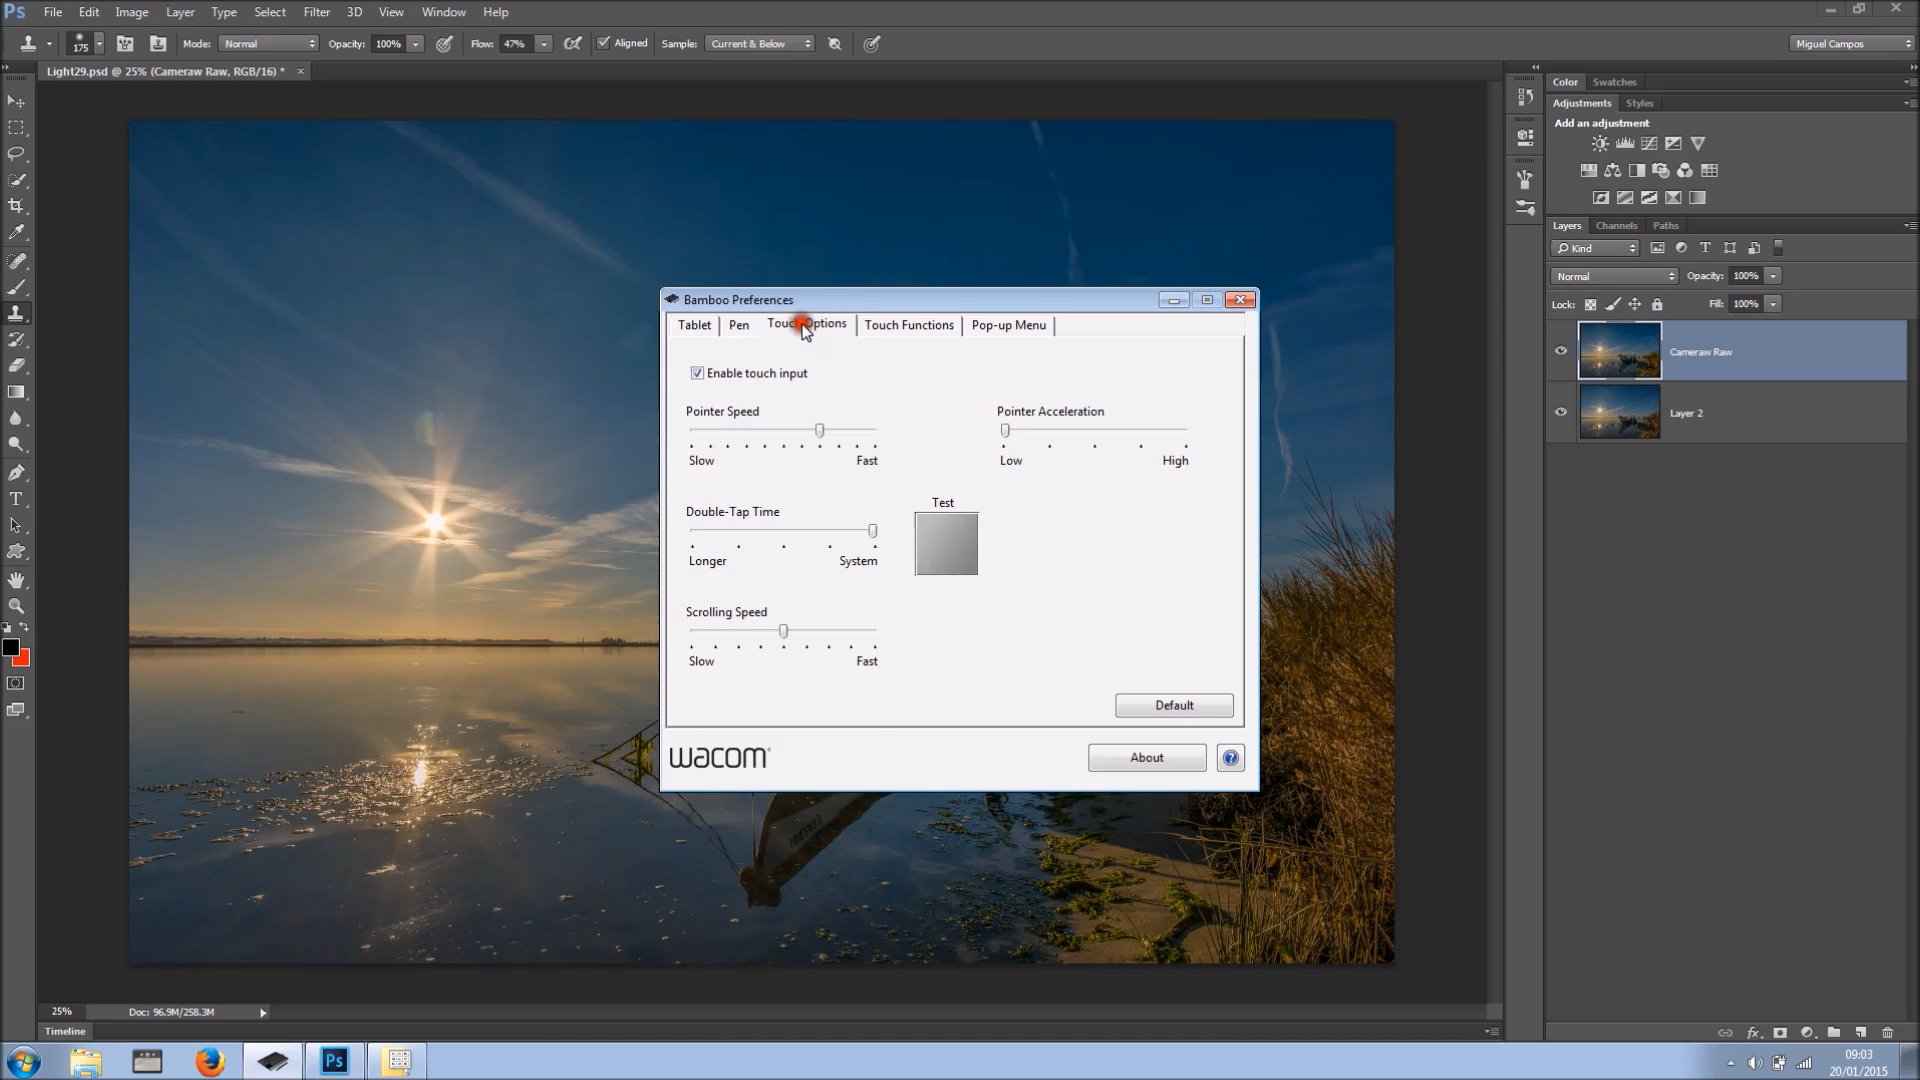 Ps File Edit Image Layer Type Select Filter 3D View Window Help
175 Mode: Normal Opacity: 100% Flow: 47% Aligned Sample: Current & Below Miguel Campos
Light29.psd @ 25% (Cameraw Raw, RGB/16) * ×
Color Swatches
Adjustments Styles
Add an adjustment
Layers Channels Paths
Kind
Normal Opacity: 100%
Lock: Fill: 100%
Cameraw Raw
Layer 2
Bamboo Preferences
Tablet Pen Touch Options Touch Functions Pop-up Menu
Enable touch input
Pointer Speed Pointer Acceleration
Slow Fast Low High
Double-Tap Time Test
Longer System
Scrolling Speed
Slow Fast
Default
wacom About
25% Doc: 96.9M/258.3M
Timeline
Ps
09:03
20/01/2015